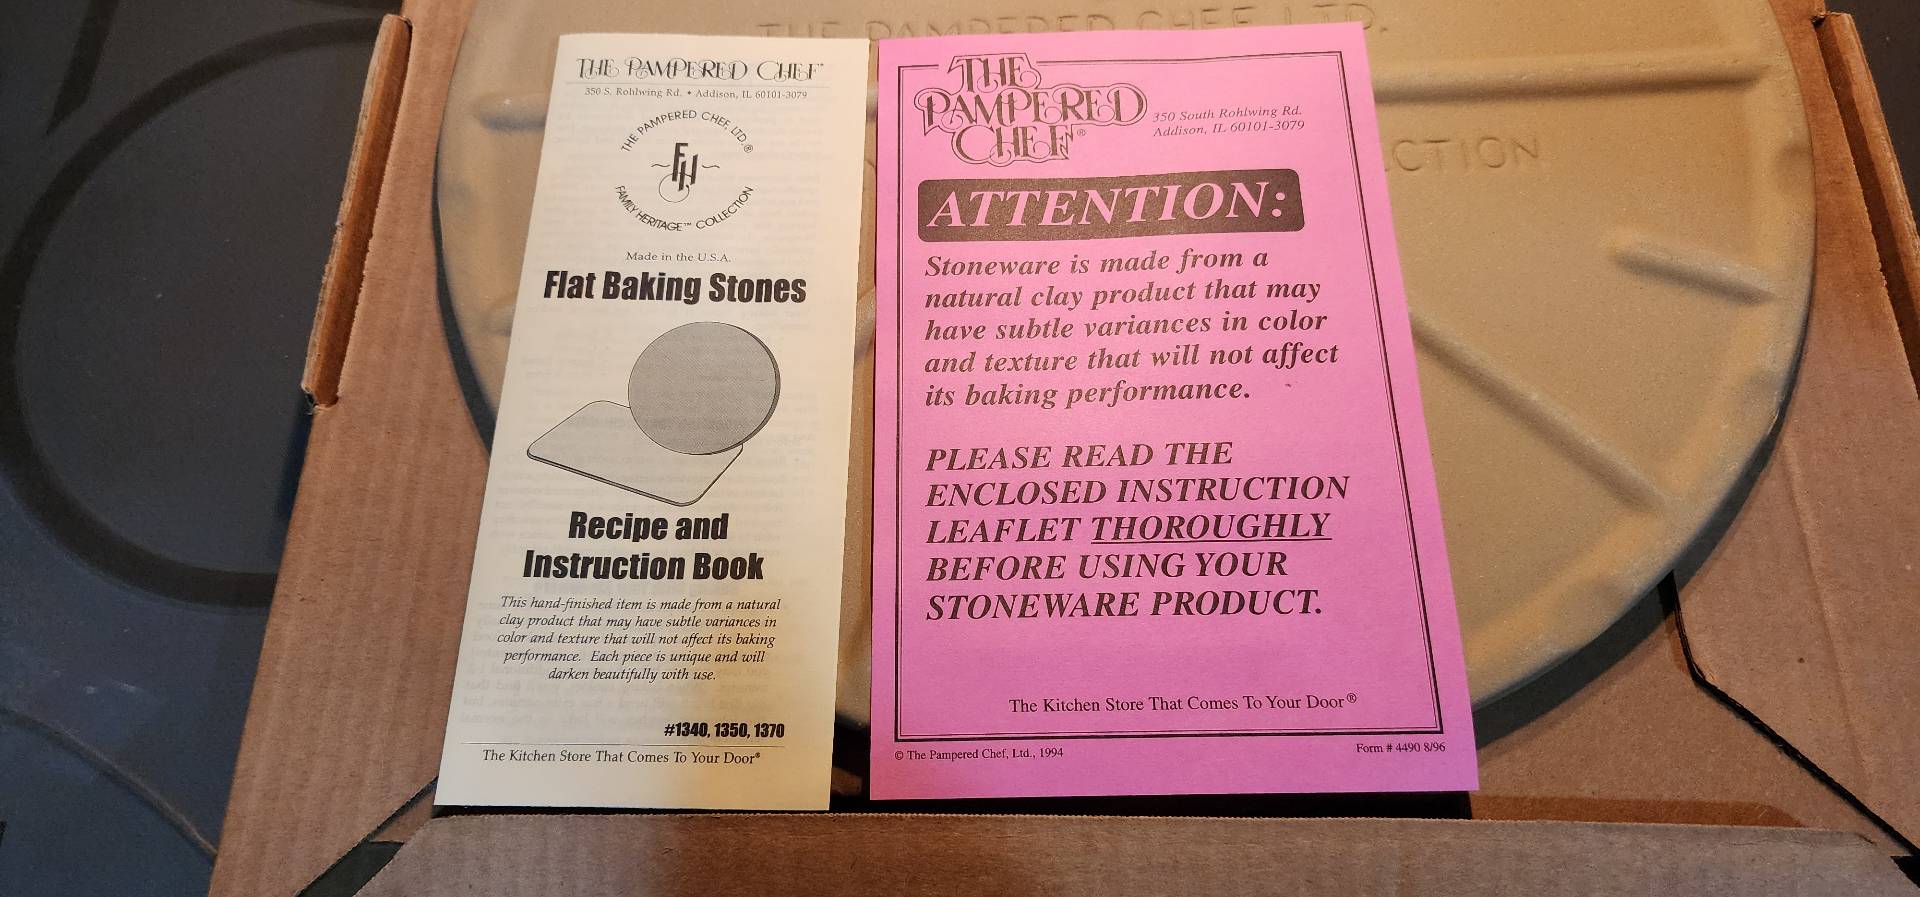 THE PAMPERED CHEF, LTD.
CTION
THE PAMPERED CHEF®
350 S. Rohlwing Rd. • Addison, IL 60101-3079
THE PAMPERED CHEF, LTD.®
FH
FAMILY HERITAGE™ COLLECTION
Made in the U.S.A.
Flat Baking Stones
Recipe and
Instruction Book
This hand-finished item is made from a natural
clay product that may have subtle variances in
color and texture that will not affect its baking
performance. Each piece is unique and will
darken beautifully with use.
#1340, 1350, 1370
The Kitchen Store That Comes To Your Door®
THE
PAMPERED
CHEF®
350 South Rohlwing Rd.
Addison, IL 60101-3079
ATTENTION:
Stoneware is made from a
natural clay product that may
have subtle variances in color
and texture that will not affect
its baking performance.
PLEASE READ THE
ENCLOSED INSTRUCTION
LEAFLET THOROUGHLY
BEFORE USING YOUR
STONEWARE PRODUCT.
The Kitchen Store That Comes To Your Door®
© The Pampered Chef, Ltd., 1994
Form # 4490 8/96